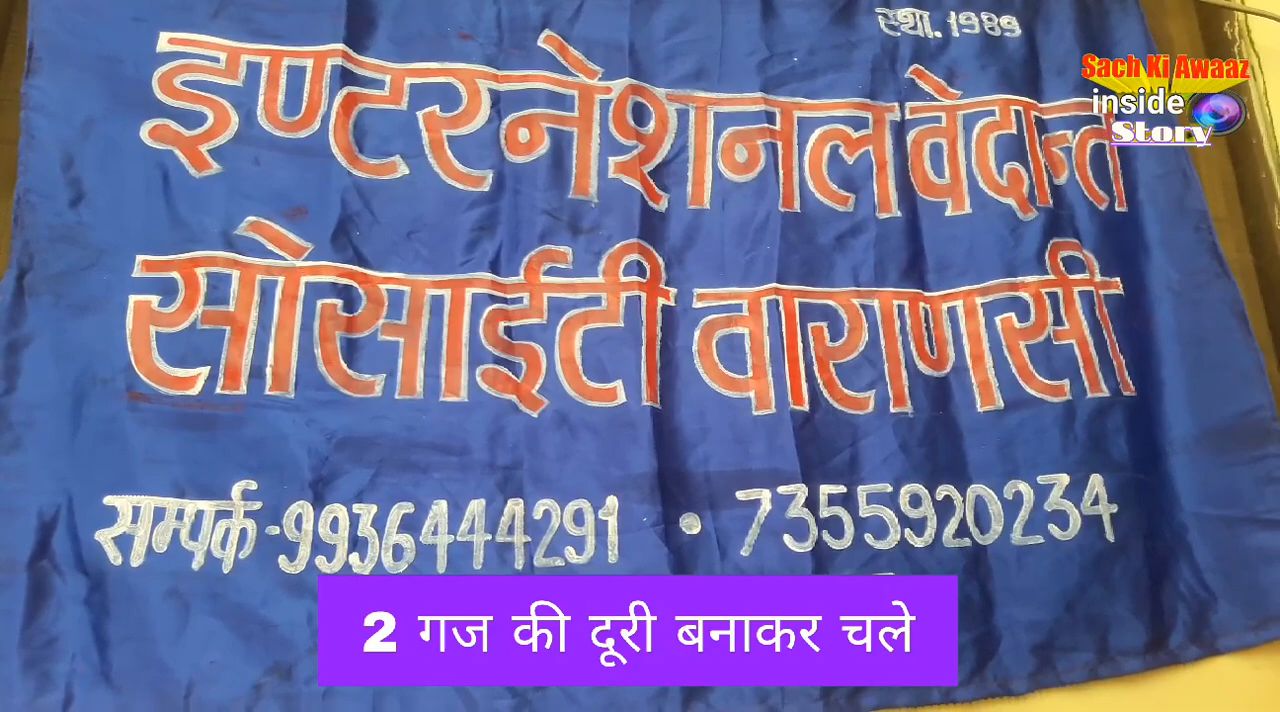 स्था. 1989
Sach Ki Awaaz
inside
Story
इण्टरनेशनल वेदान्त
सोसाईटी वाराणसी
सम्पर्क-9936444291 • 7355920234
2 गज की दूरी बनाकर चले